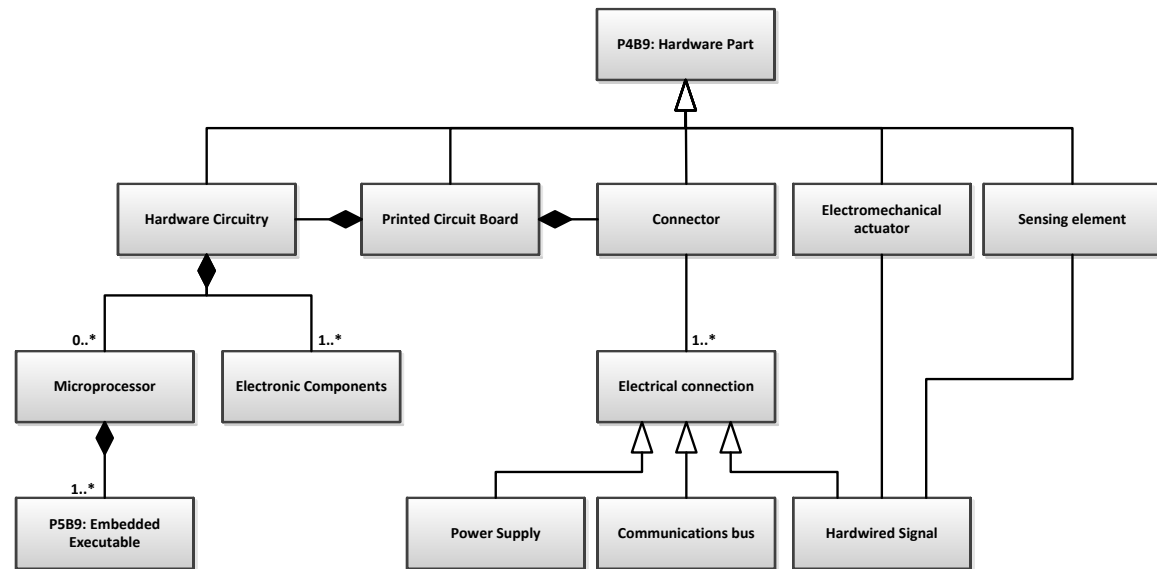 P4B9: Hardware Part
Hardware Circuitry
Printed Circuit Board
Connector
Electromechanical
actuator
Sensing element
0..*
1..*
1..*
Microprocessor
Electronic Components
Electrical connection
1..*
P5B9: Embedded
Executable
Power Supply
Communications bus
Hardwired Signal